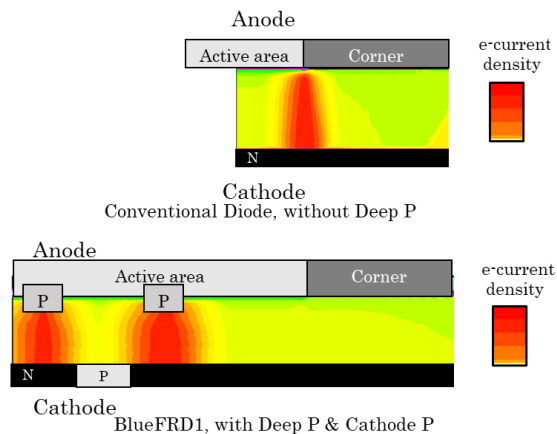 Anode
Active area Corner
e-current
density
N
Cathode
Conventional Diode, without Deep P
Anode
Active area Corner
e-current
density
P P
N P
Cathode
BlueFRD1, with Deep P & Cathode P